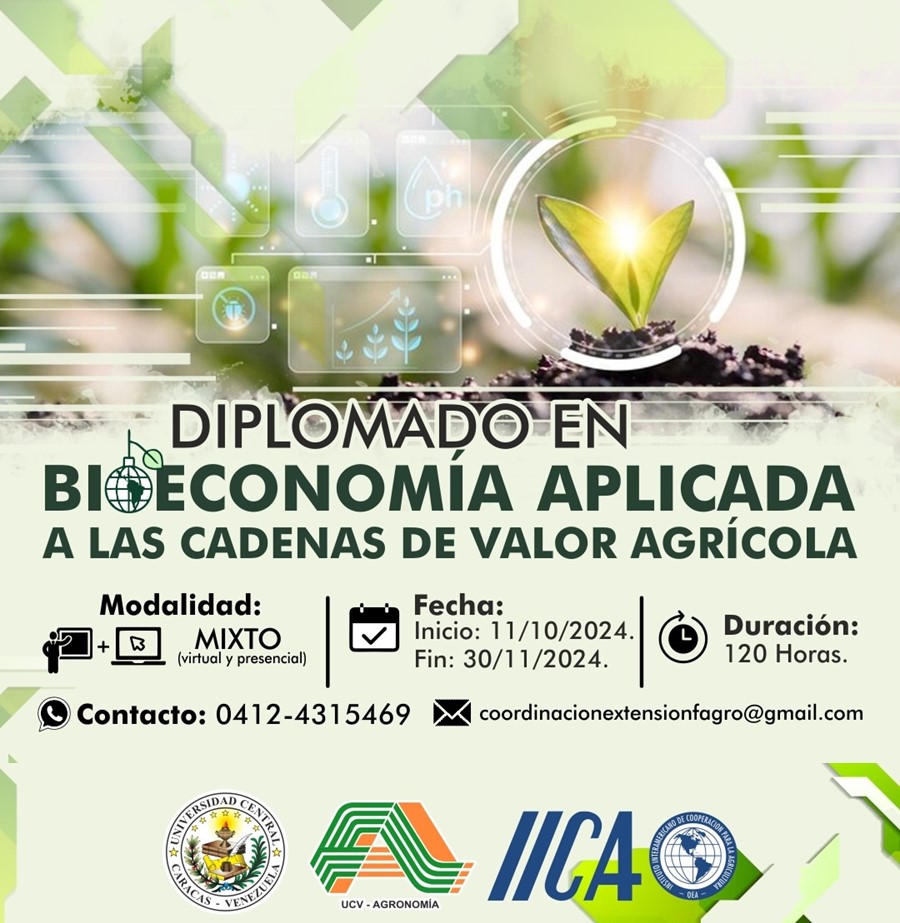 ph
DIPLOMADO EN
BIOECONOMÍA APLICADA
A LAS CADENAS DE VALOR AGRÍCOLA
Modalidad:
+ MIXTO
(virtual y presencial)
Fecha:
Inicio: 11/10/2024.
Fin: 30/11/2024.
Duración:
120 Horas.
Contacto: 0412-4315469
coordinacionextensionfagro@gmail.com
UNIVERSIDAD CENTRAL
CARACAS - VENEZUELA
UCV - AGRONOMÍA
IICA
INSTITUTO INTERAMERICANO DE COOPERACIÓN PARA LA AGRICULTURA
- OEA -